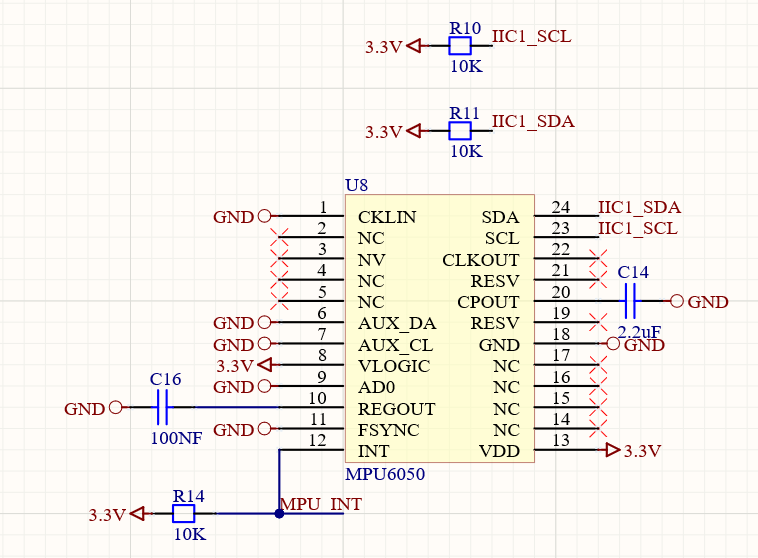 R10
IIC1_SCL
3.3V
10K
R11
IIC1_SDA
3.3V
10K
U8
GND 1 CKLIN SDA 24 IIC1_SDA
2 NC SCL 23 IIC1_SCL
3 NV CLKOUT 22
4 NC RESV 21 C14
5 NC CPOUT 20 GND
GND 6 AUX_DA RESV 19 2.2uF
GND 7 AUX_CL GND 18 GND
3.3V 8 VLOGIC NC 17
GND 9 AD0 NC 16
C16
GND 10 REGOUT NC 15
100NF
GND 11 FSYNC NC 14
12 INT VDD 13 3.3V
MPU6050
R14
MPU_INT
3.3V
10K